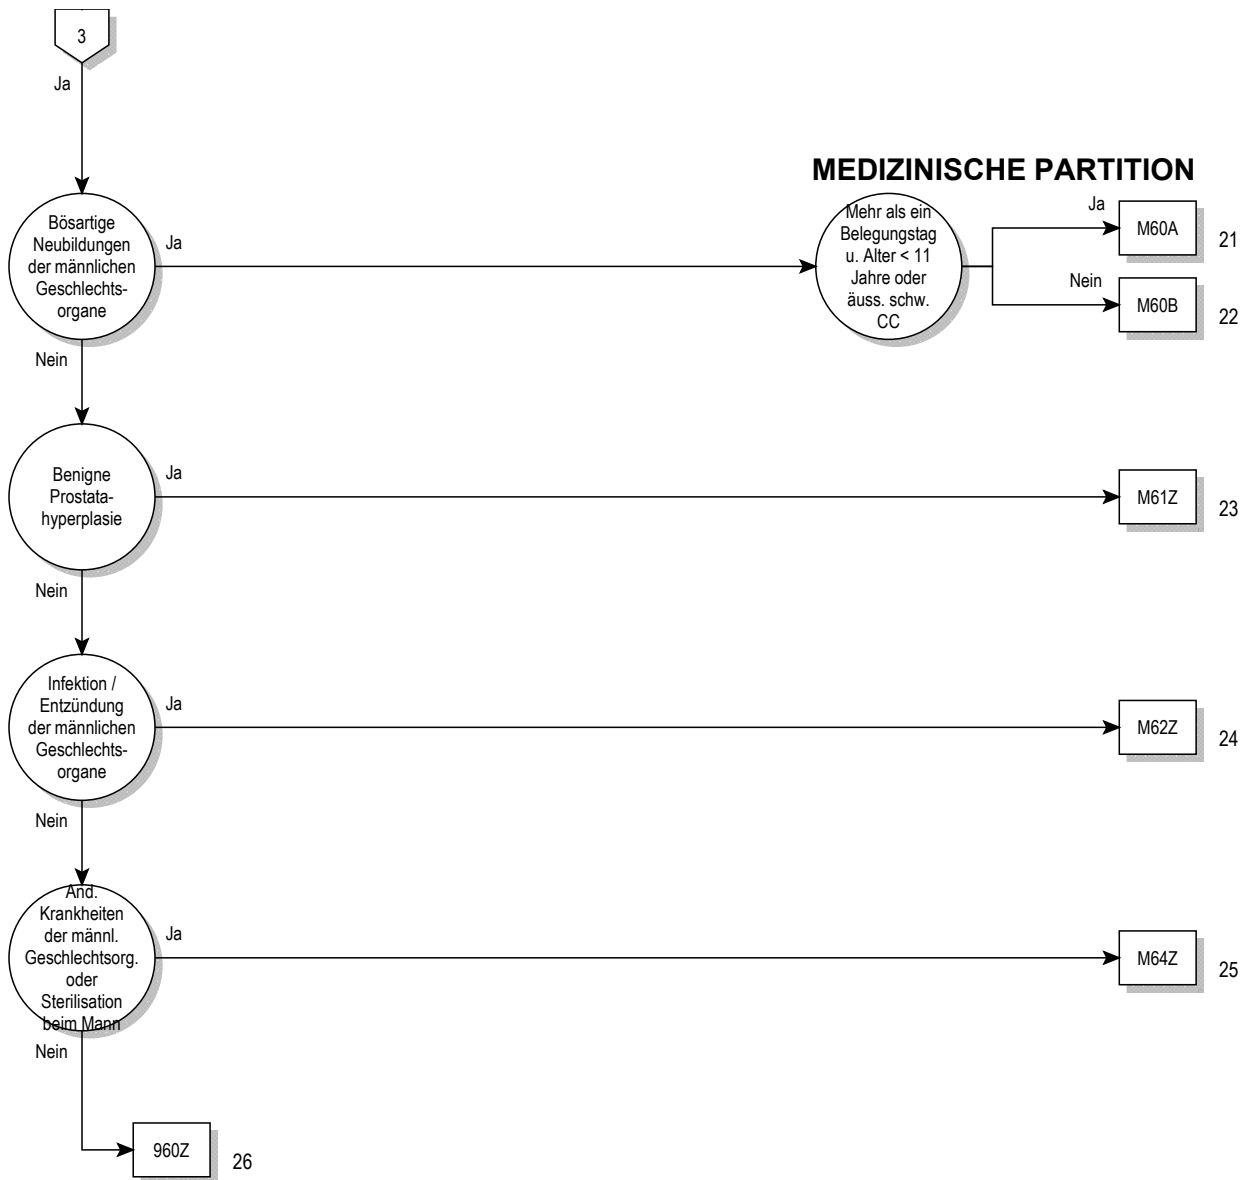 3
Ja
MEDIZINISCHE PARTITION
Bösartige
Neubildungen
der männlichen
Geschlechts-
organe
Ja
Mehr als ein
Belegungstag
u. Alter < 11
Jahre oder
äuss. schw.
CC
Ja
M60A
21
Nein
M60B
22
Nein
Benigne
Prostata-
hyperplasie
Ja
M61Z
23
Nein
Infektion /
Entzündung
der männlichen
Geschlechts-
organe
Ja
M62Z
24
Nein
And.
Krankheiten
der männl.
Geschlechtsorg.
oder
Sterilisation
beim Mann
Ja
M64Z
25
Nein
960Z
26